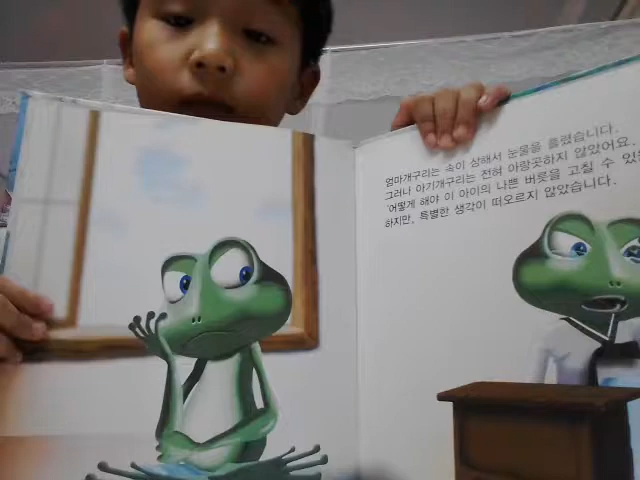 엄마개구리는 속이 상해서 눈물을 흘렸습니다.
그러나 아기개구리는 전혀 아랑곳하지 않았어요.
'어떻게 해야 이 아이의 나쁜 버릇을 고칠 수 있을
하지만, 특별한 생각이 떠오르지 않았습니다.